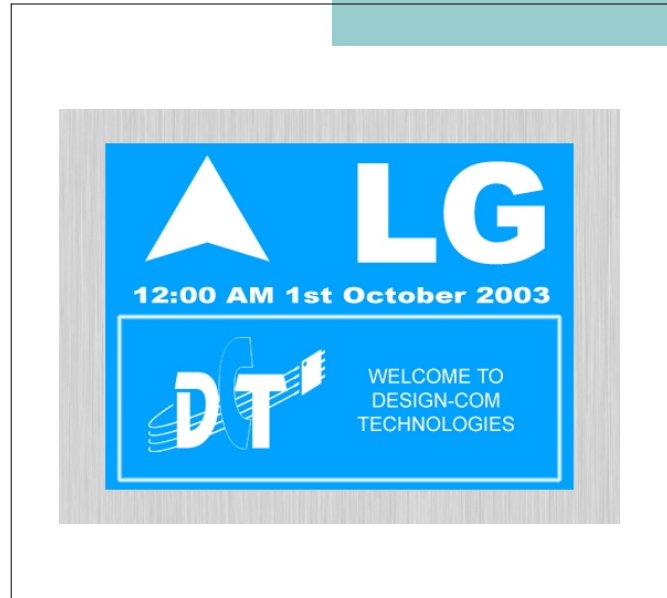 LG
12:00 AM 1st October 2003
DCT
WELCOME TO
DESIGN-COM
TECHNOLOGIES